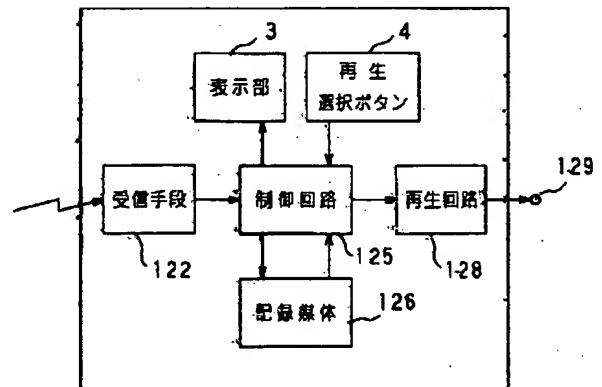 3
4
表示部
再生
選択ボタン
129
受信手段
制御回路
再生回路
122
125
128
記録媒体
126